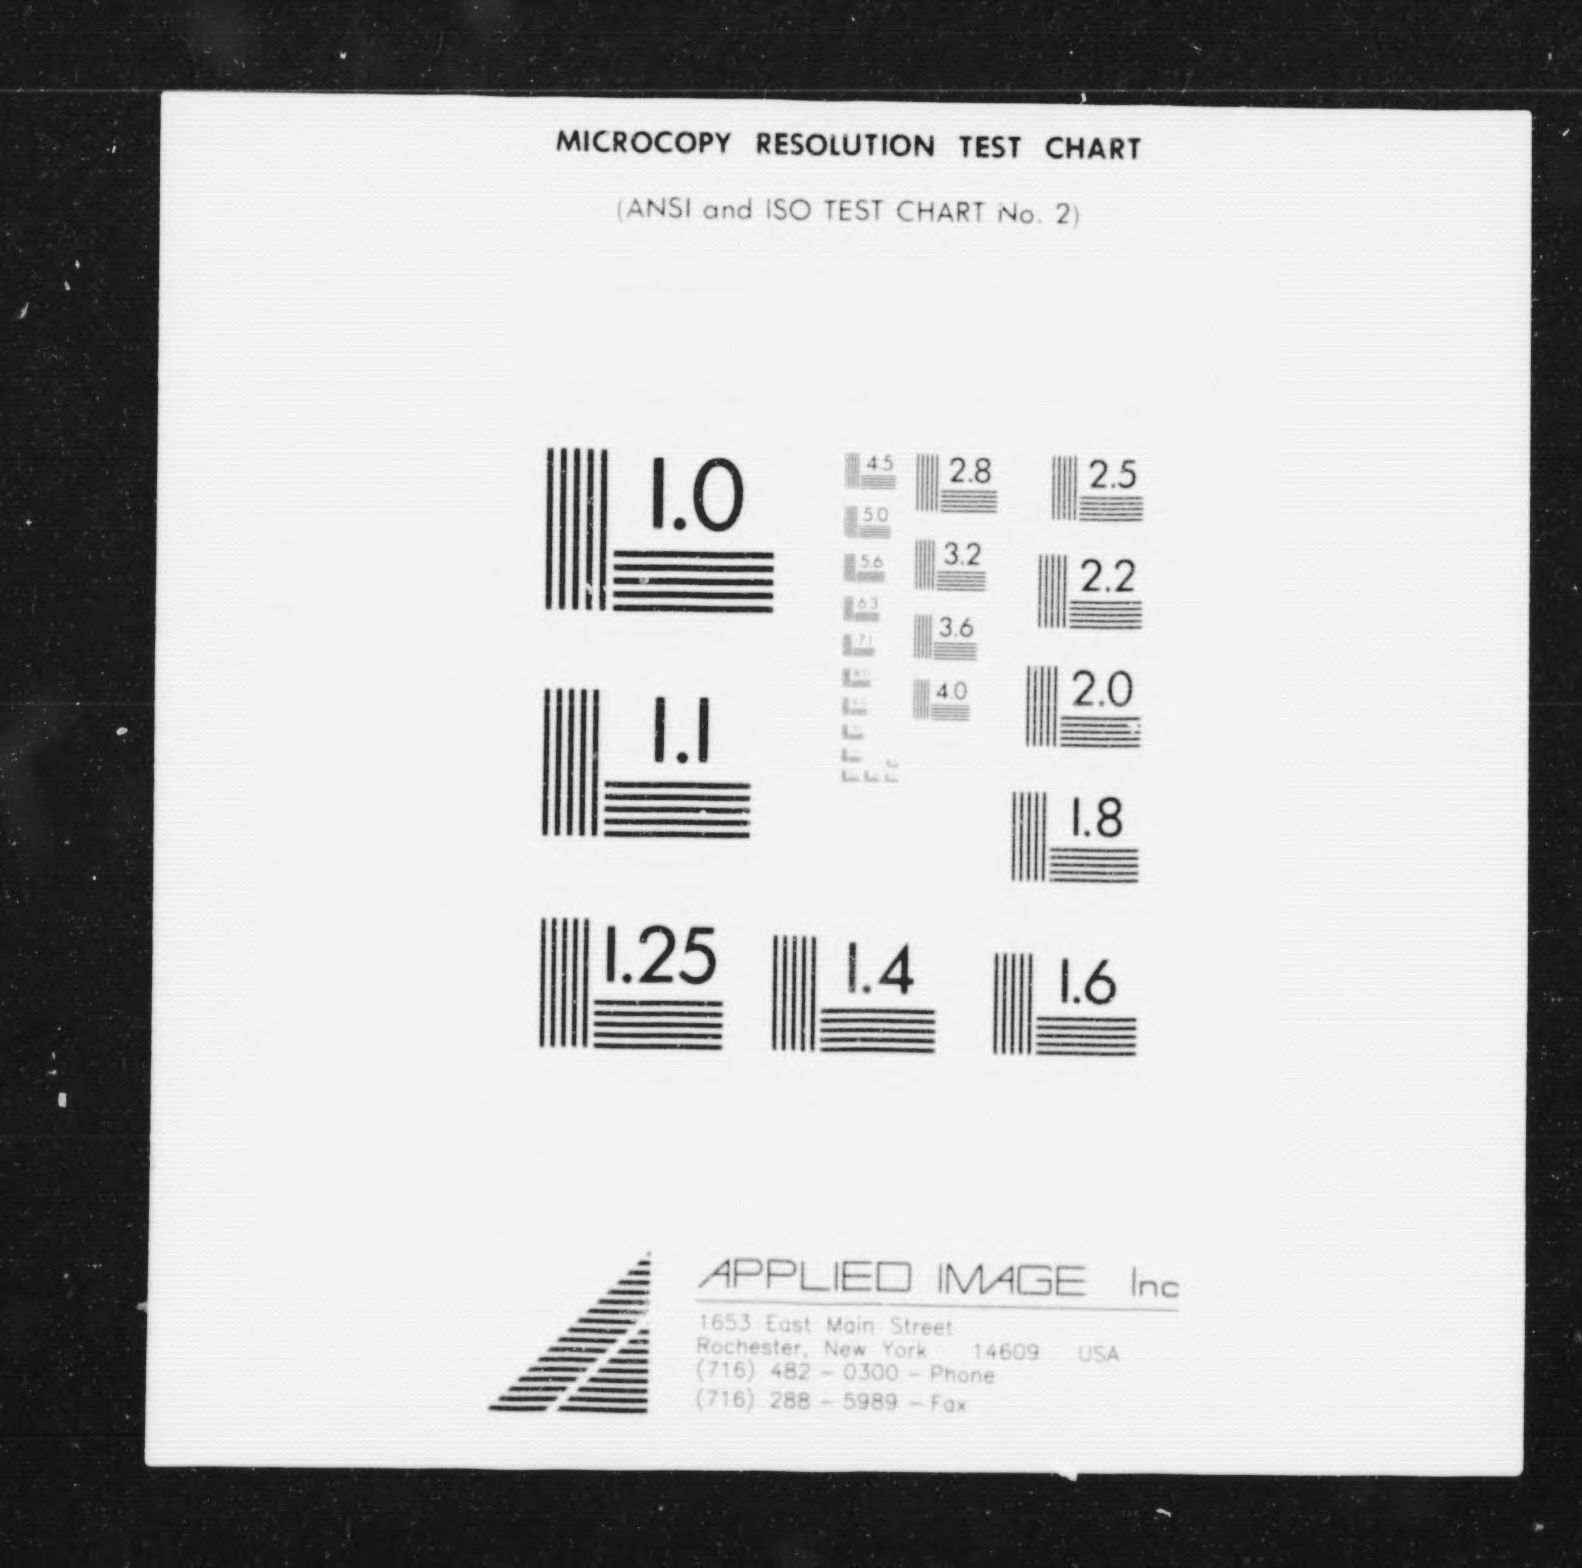 MICROCOPY RESOLUTION TEST CHART
(ANSI and ISO TEST CHART No. 2)
1.0
1.1
1.25
1.4
1.6
1.8
2.0
2.2
2.5
2.8
3.2
3.6
4.0
4.5
5.0
5.6
6.3
7.1
8.0
APPLIED IMAGE Inc
1653 East Main Street
Rochester, New York 14609 USA
(716) 482 - 0300 - Phone
(716) 288 - 5989 - Fax